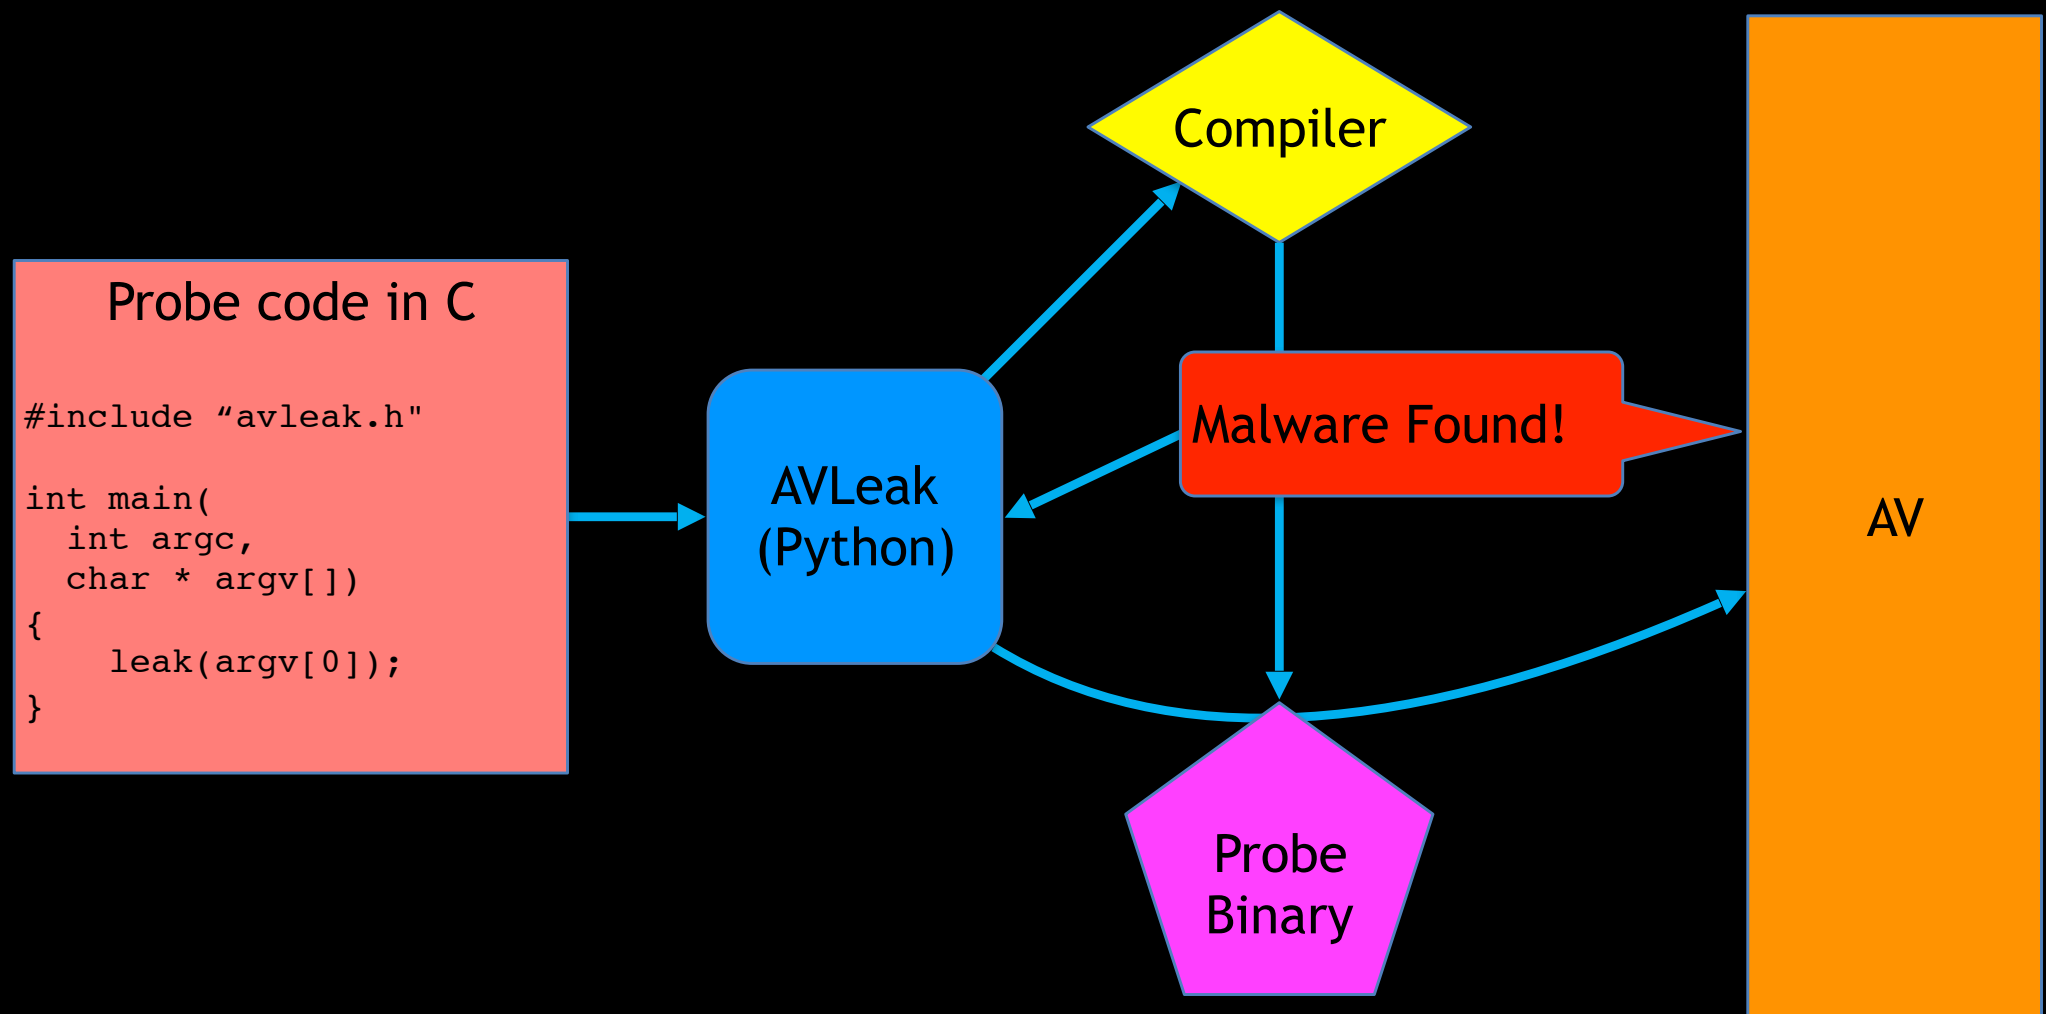 Compiler
Probe code in C
#include “avleak.h"
int main(
  int argc,
  char * argv[])
{
    leak(argv[0]);
}
AVLeak
(Python)
Malware Found!
AV
Probe
Binary